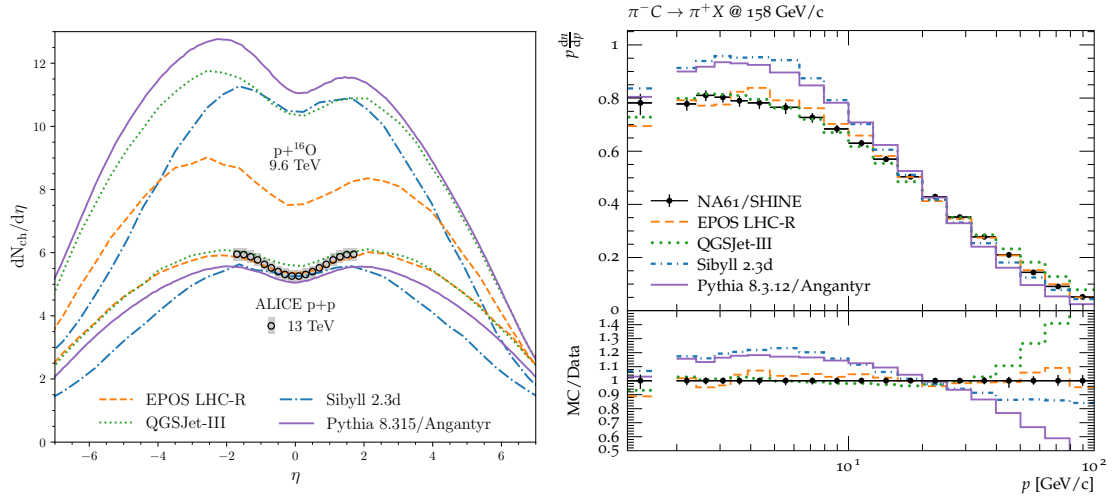 14
12
10
8
6
4
2
0
dN_ch/dη
p+¹⁶O
9.6 TeV
ALICE p+p
13 TeV
EPOS LHC-R
QGSJet-III
Sibyll 2.3d
Pythia 8.315/Angantyr
−6
−4
−2
0
2
4
6
η
π⁻C → π⁺X @ 158 GeV/c
p dn/dp
1
0.8
0.6
0.4
0.2
0
NA61/SHINE
EPOS LHC-R
QGSJet-III
Sibyll 2.3d
Pythia 8.3.12/Angantyr
MC/Data
1.4
1.3
1.2
1.1
1
0.9
0.8
0.7
0.6
0.5
10¹
10²
p [GeV/c]